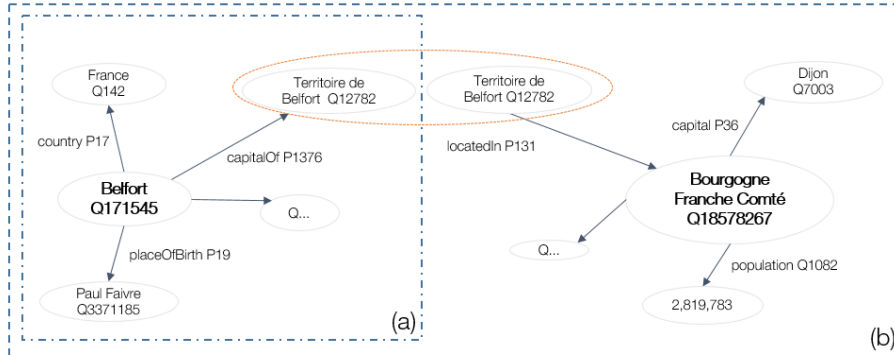 France
Q142
Territoire de
Belfort Q12782
Territoire de
Belfort Q12782
Dijon
Q7003
country P17
capitalOf P1376
locatedIn P131
capital P36
Belfort
Q171545
Q...
Bourgogne
Franche Comté
Q18578267
placeOfBirth P19
Q...
population Q1082
Paul Faivre
Q3371185
2,819,783
(a)
(b)